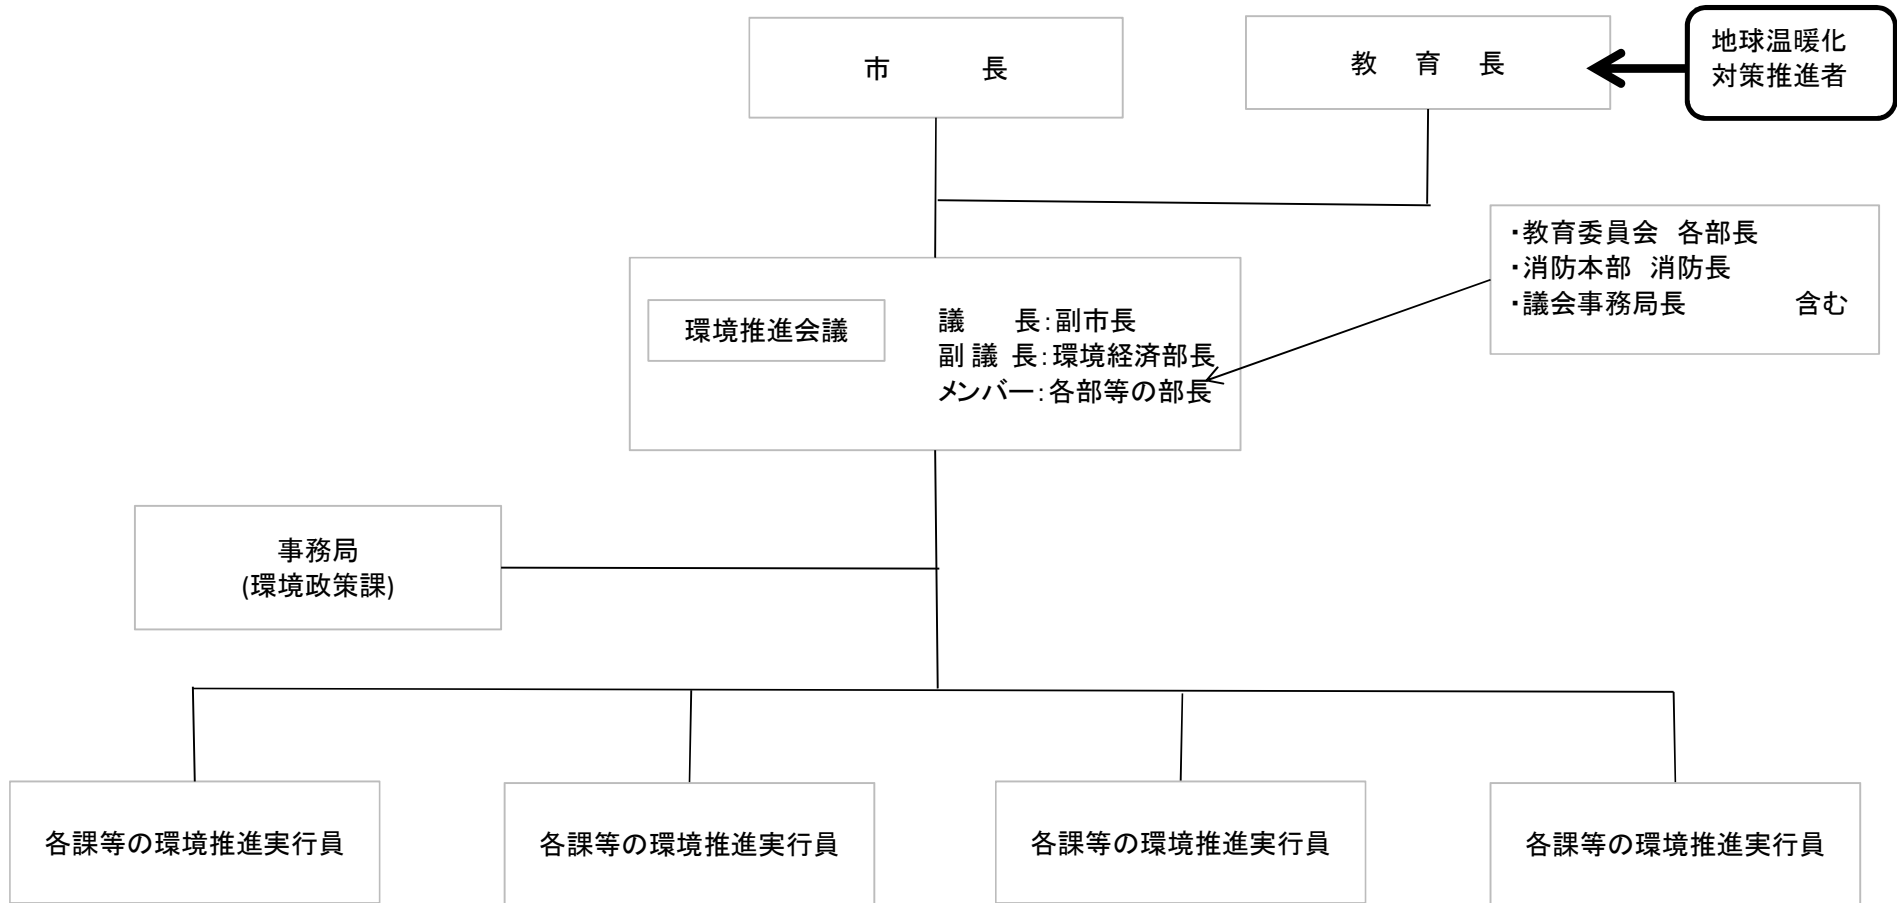 市　　　長
教　育　長
地球温暖化
対策推進者
・教育委員会　各部長
・消防本部　消防長
・議会事務局長　　　　含む
環境推進会議
議　　長：副市長
副 議 長：環境経済部長
メンバー：各部等の部長
事務局
(環境政策課)
各課等の環境推進実行員
各課等の環境推進実行員
各課等の環境推進実行員
各課等の環境推進実行員